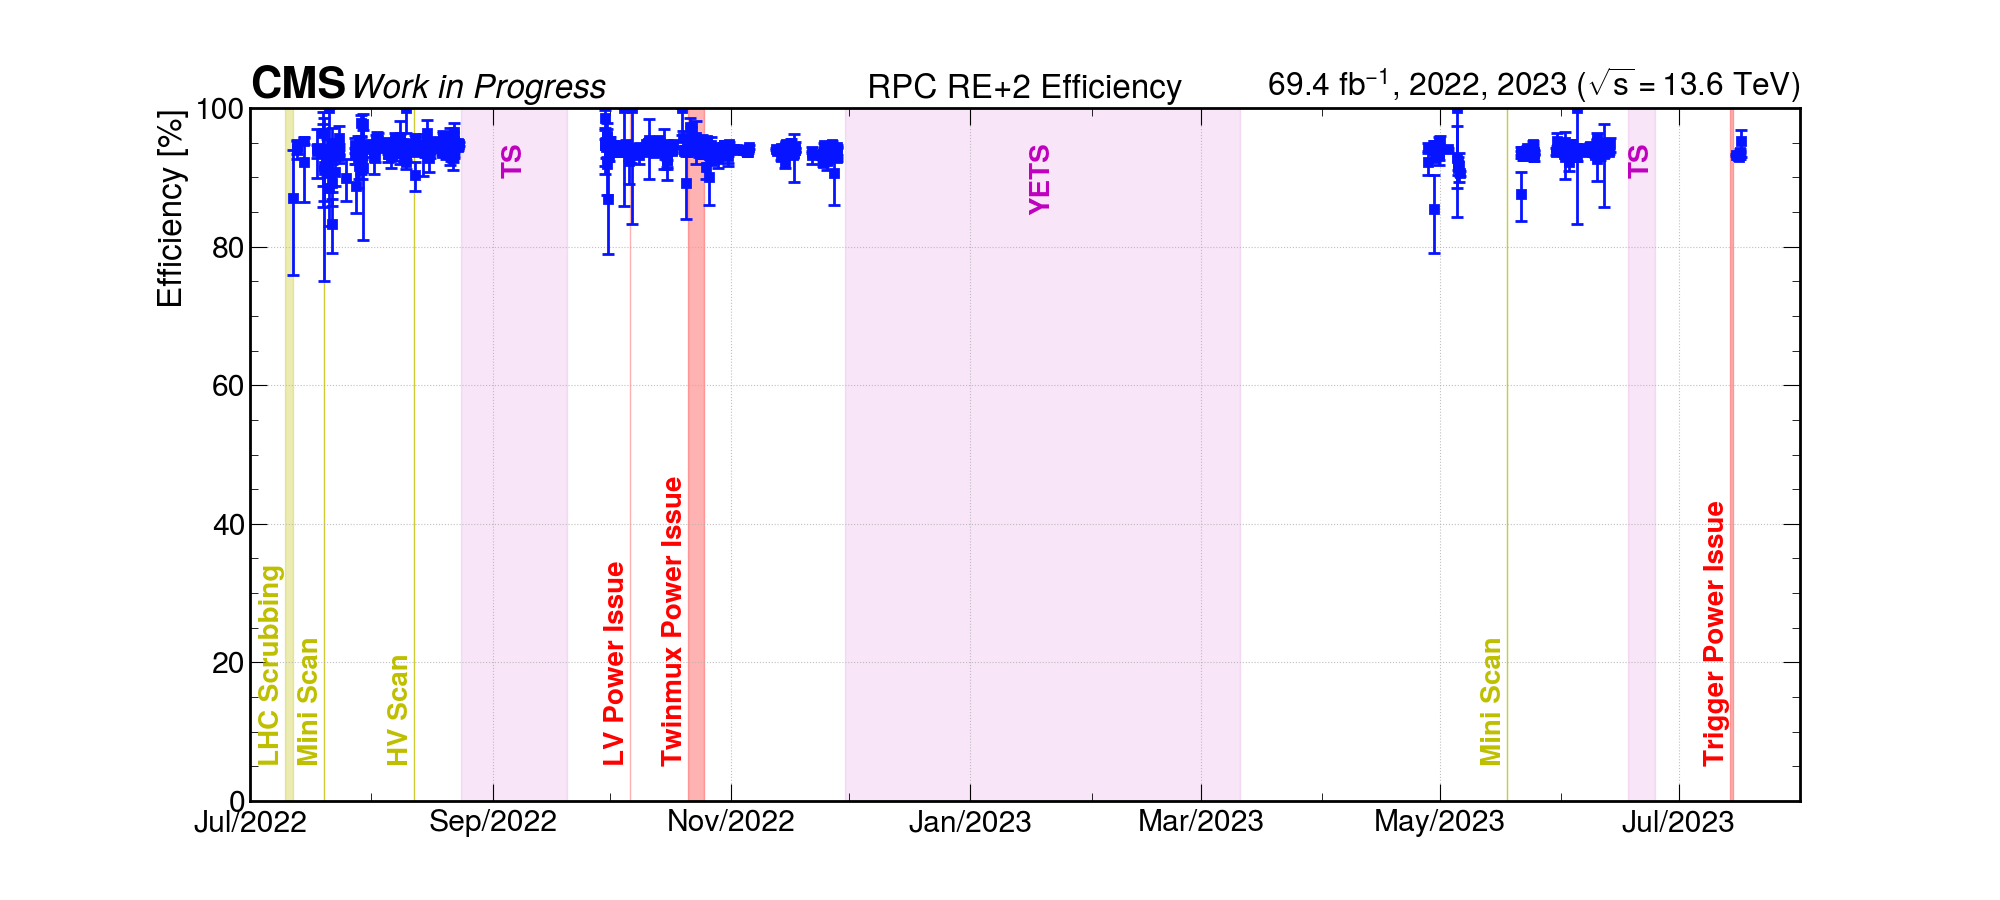 CMS Work in Progress RPC RE+2 Efficiency 69.4 fb⁻¹, 2022, 2023 (√s = 13.6 TeV)
Efficiency [%]
100
80
60
40
20
0
LHC Scrubbing
Mini Scan
HV Scan
TS
LV Power Issue
Twinmux Power Issue
YETS
Mini Scan
TS
Trigger Power Issue
Jul/2022 Sep/2022 Nov/2022 Jan/2023 Mar/2023 May/2023 Jul/2023